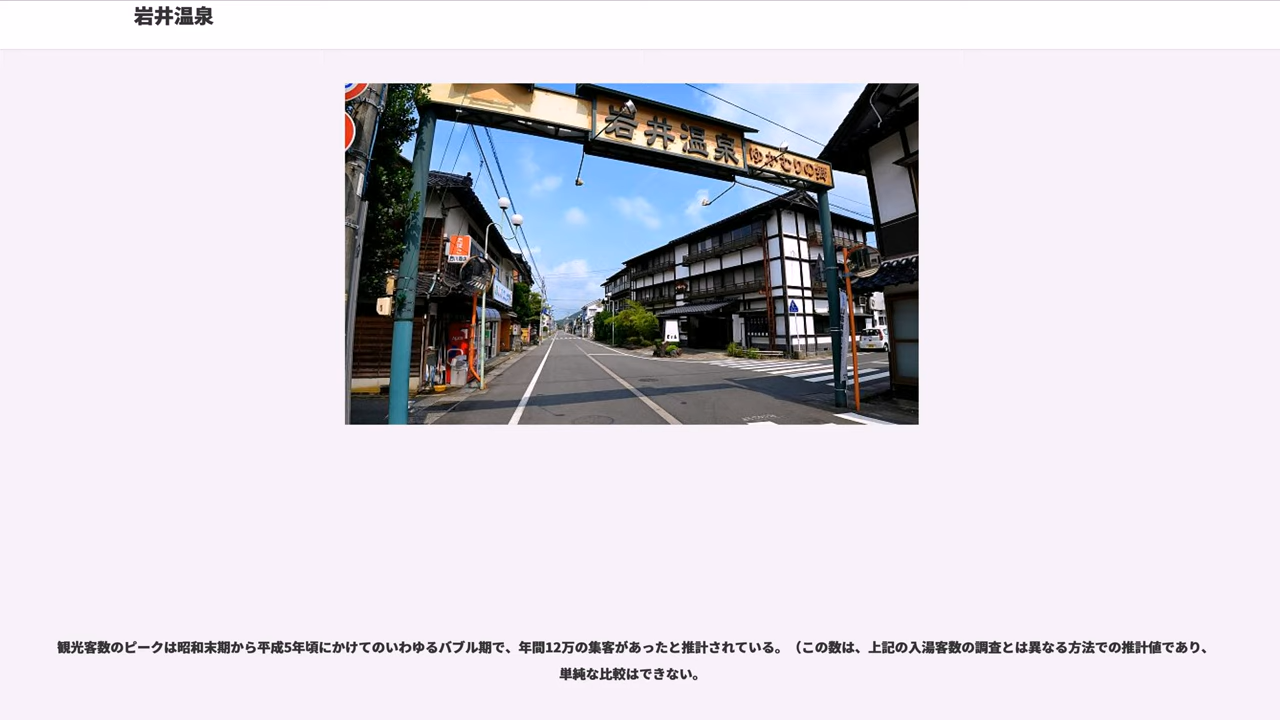 岩井温泉
岩井温泉 ゆかむりの郷
観光客数のピークは昭和末期から平成5年頃にかけてのいわゆるバブル期で、年間12万の集客があったと推計されている。（この数は、上記の入湯客数の調査とは異なる方法での推計値であり、
単純な比較はできない。